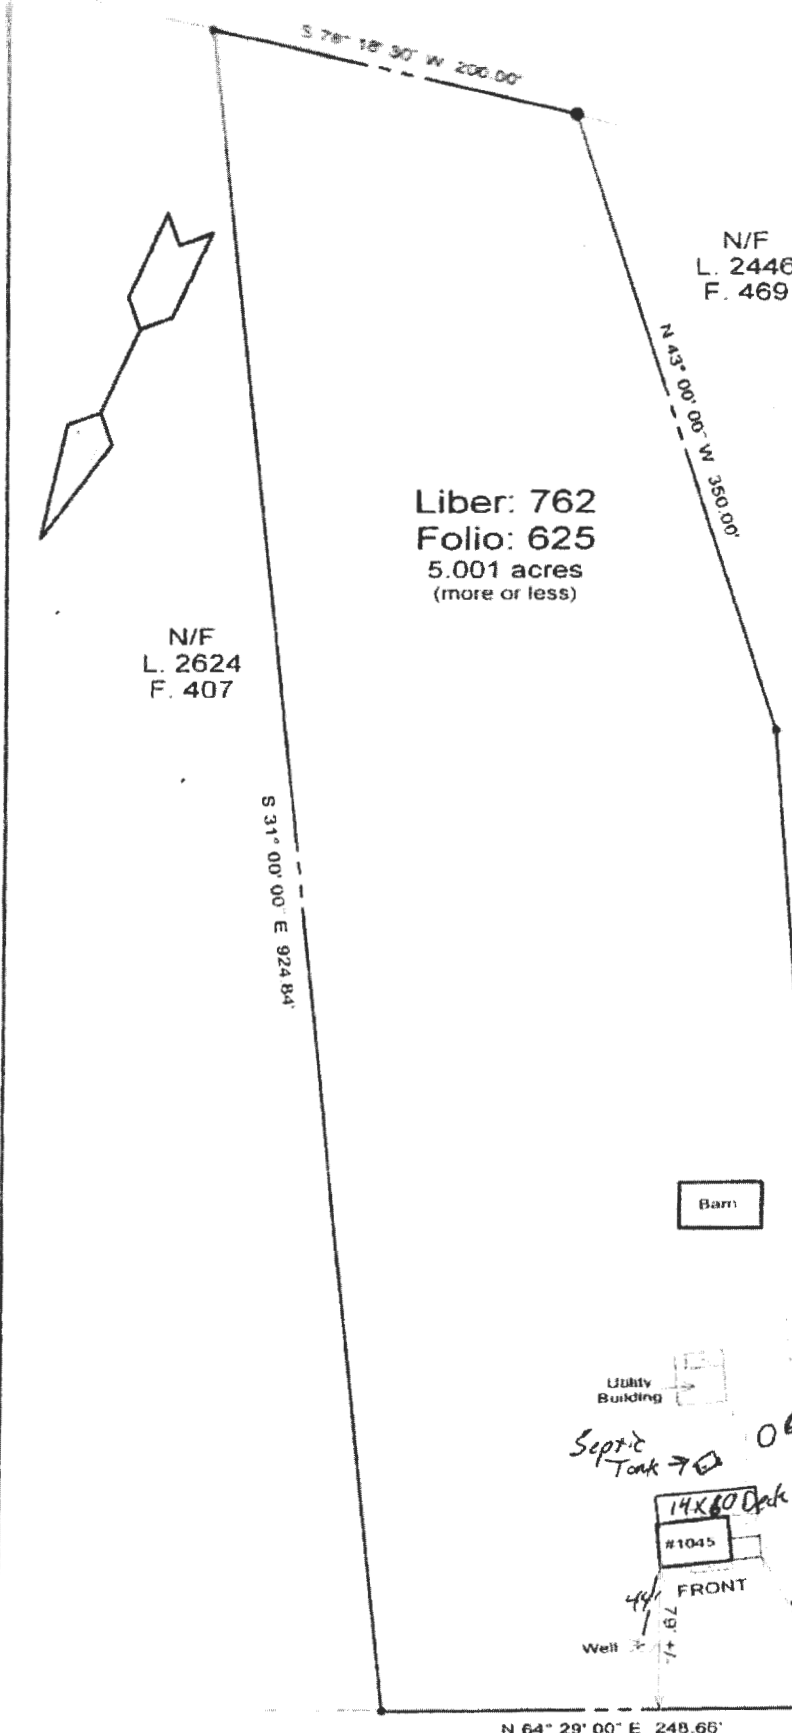 S 78° 18' 30" W 200.00'
N/F
L. 2446
F. 469
N 43° 00' 00" W 350.00'
Liber: 762
Folio: 625
5.001 acres
(more or less)
N/F
L. 2624
F. 407
S 31° 00' 00" E 924.84'
Barn
Utility
Building
Septic
Tank
14x60 Deck
#1045
FRONT
44'
79' +/-
Well
N 64° 29' 00" E 248.66'